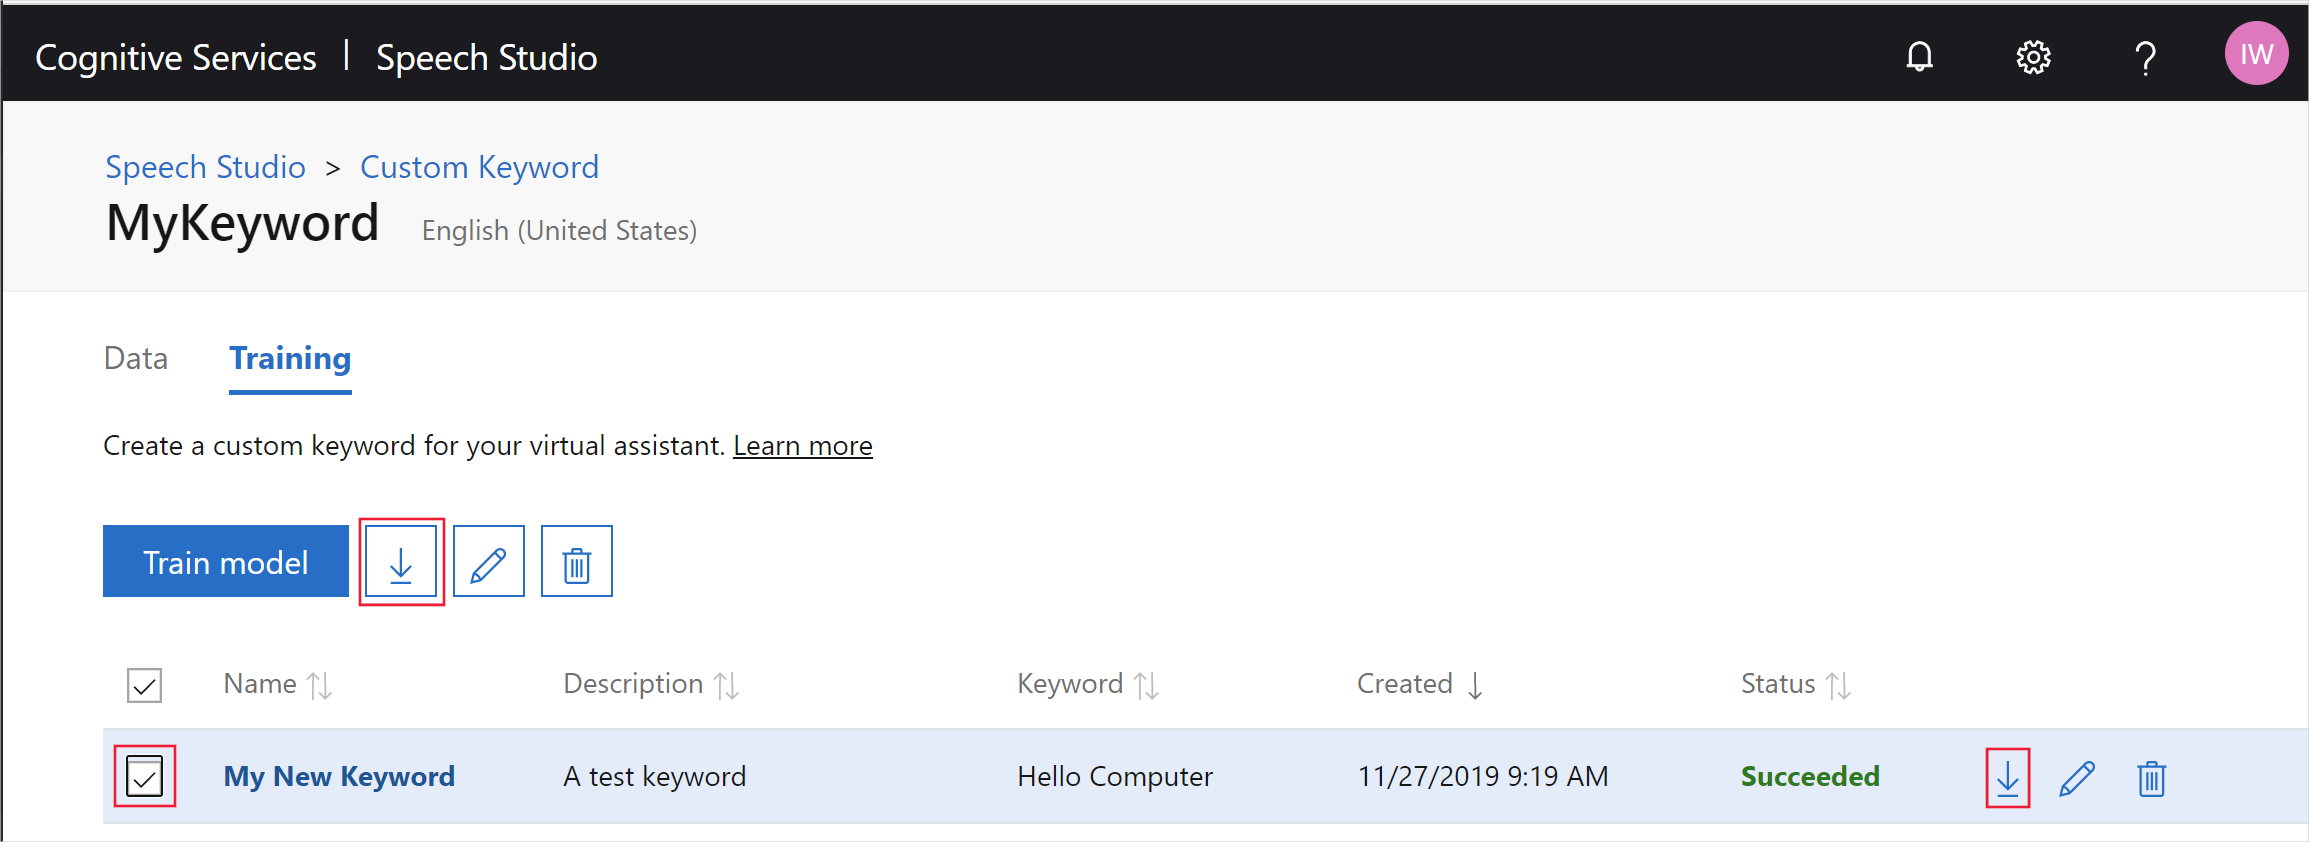 Cognitive Services | Speech Studio
IW
Speech Studio > Custom Keyword
MyKeyword English (United States)
Data Training
Create a custom keyword for your virtual assistant. Learn more
Train model
Name Description Keyword Created Status
My New Keyword A test keyword Hello Computer 11/27/2019 9:19 AM Succeeded